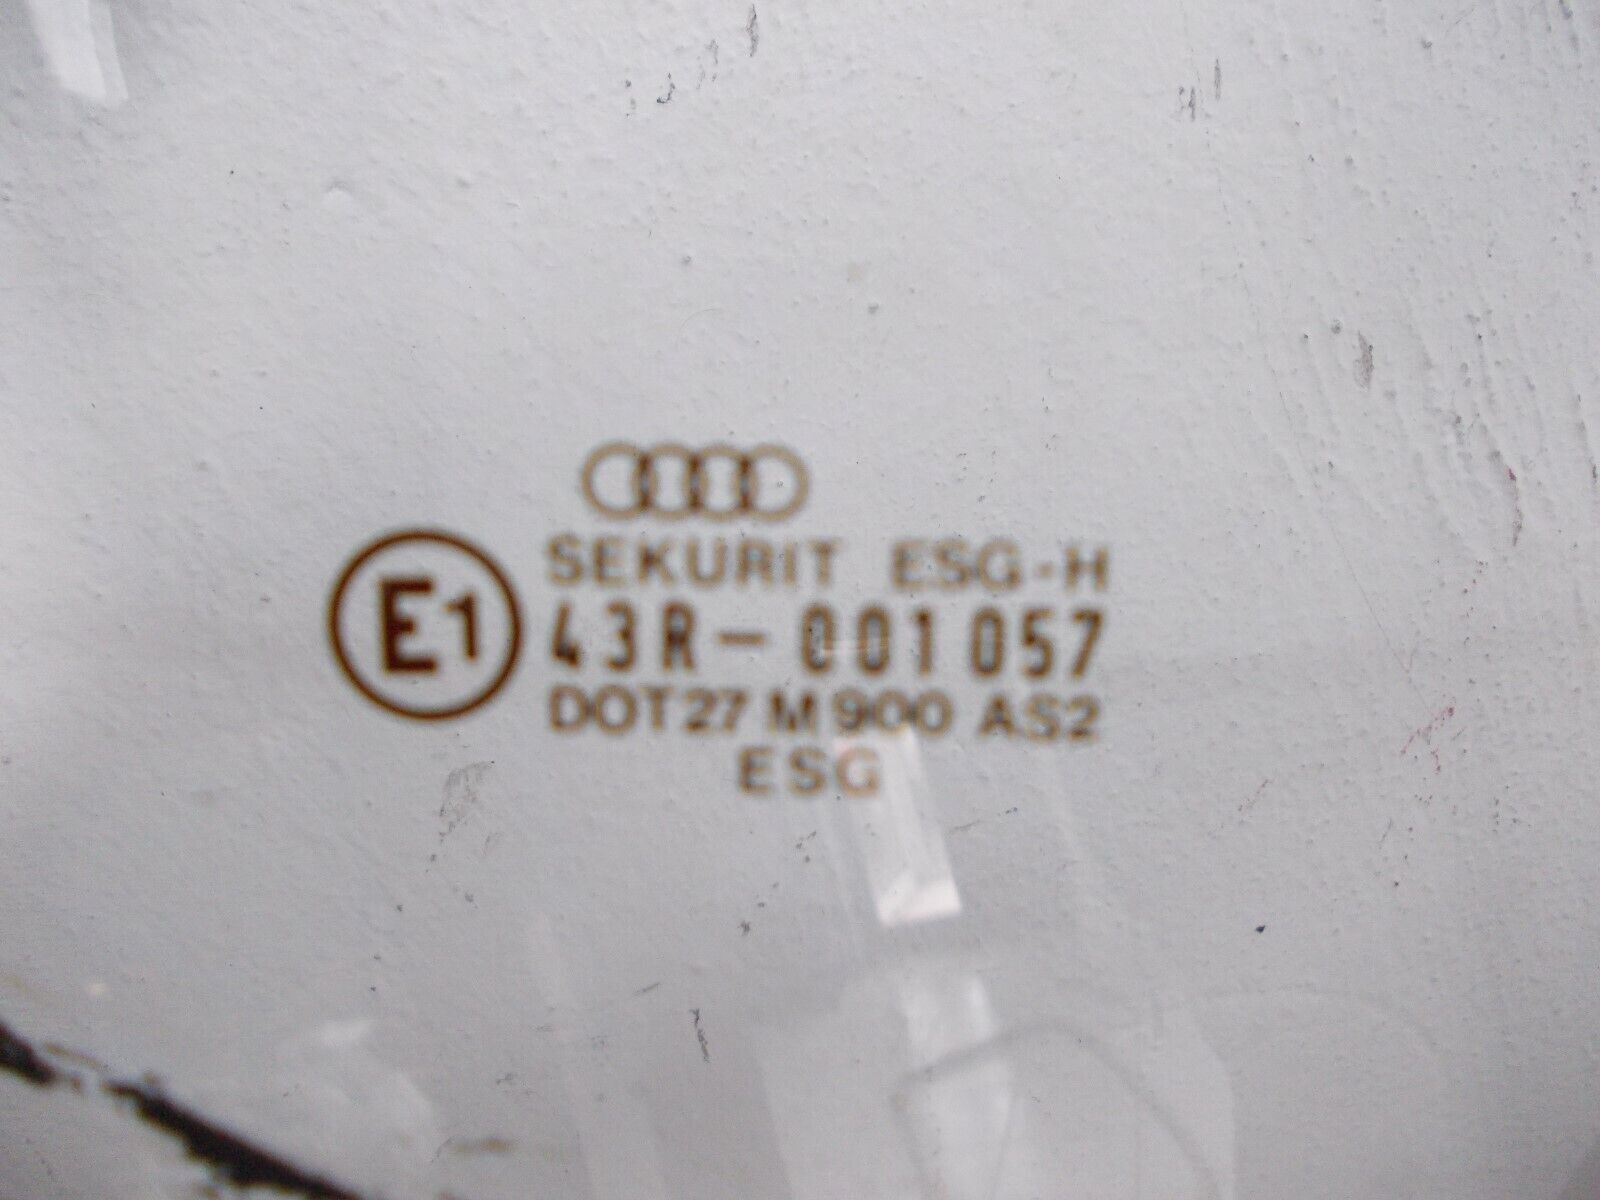 SEKURIT ESG-H
E1 43R-001057
DOT27 M900 AS2
ESG